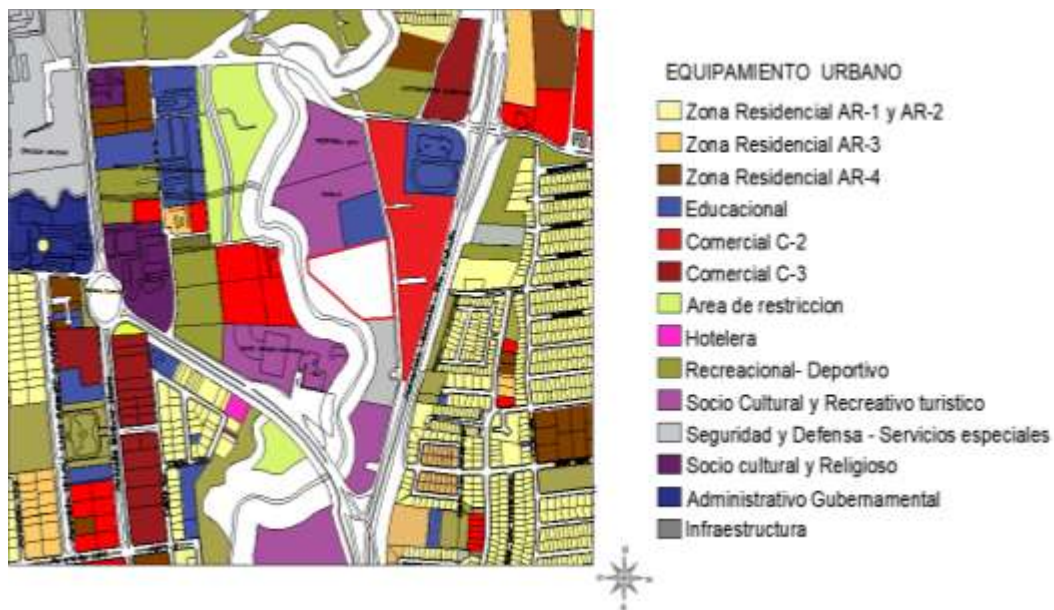 EQUIPAMIENTO URBANO
Zona Residencial AR-1 y AR-2
Zona Residencial AR-3
Zona Residencial AR-4
Educacional
Comercial C-2
Comercial C-3
Area de restriccion
Hotelera
Recreacional- Deportivo
Socio Cultural y Recreativo turistico
Seguridad y Defensa - Servicios especiales
Socio cultural y Religioso
Administrativo Gubernamental
Infraestructura